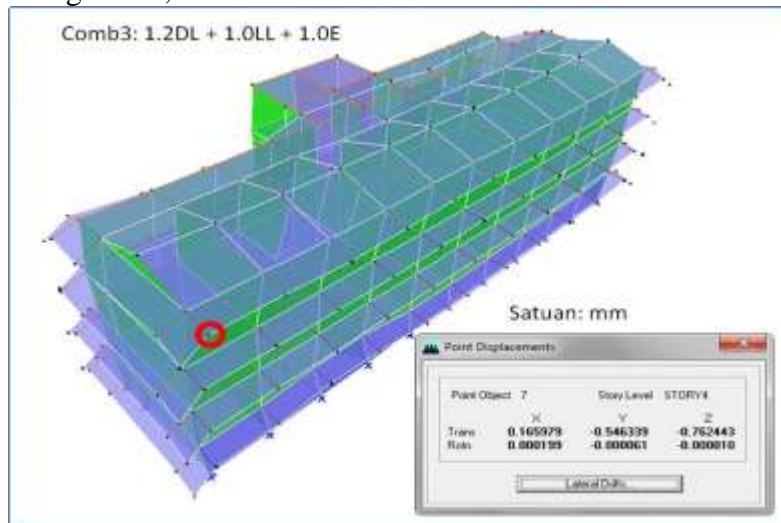 Comb3: 1.2DL + 1.0LL + 1.0E
Satuan: mm
Point Displacements
Point Object 7 Story Level STORY4
X Y Z
Trans 0.165979 -0.546339 -0.762443
Rotn 0.000199 -0.000061 -0.000010
Lateral Drifts...